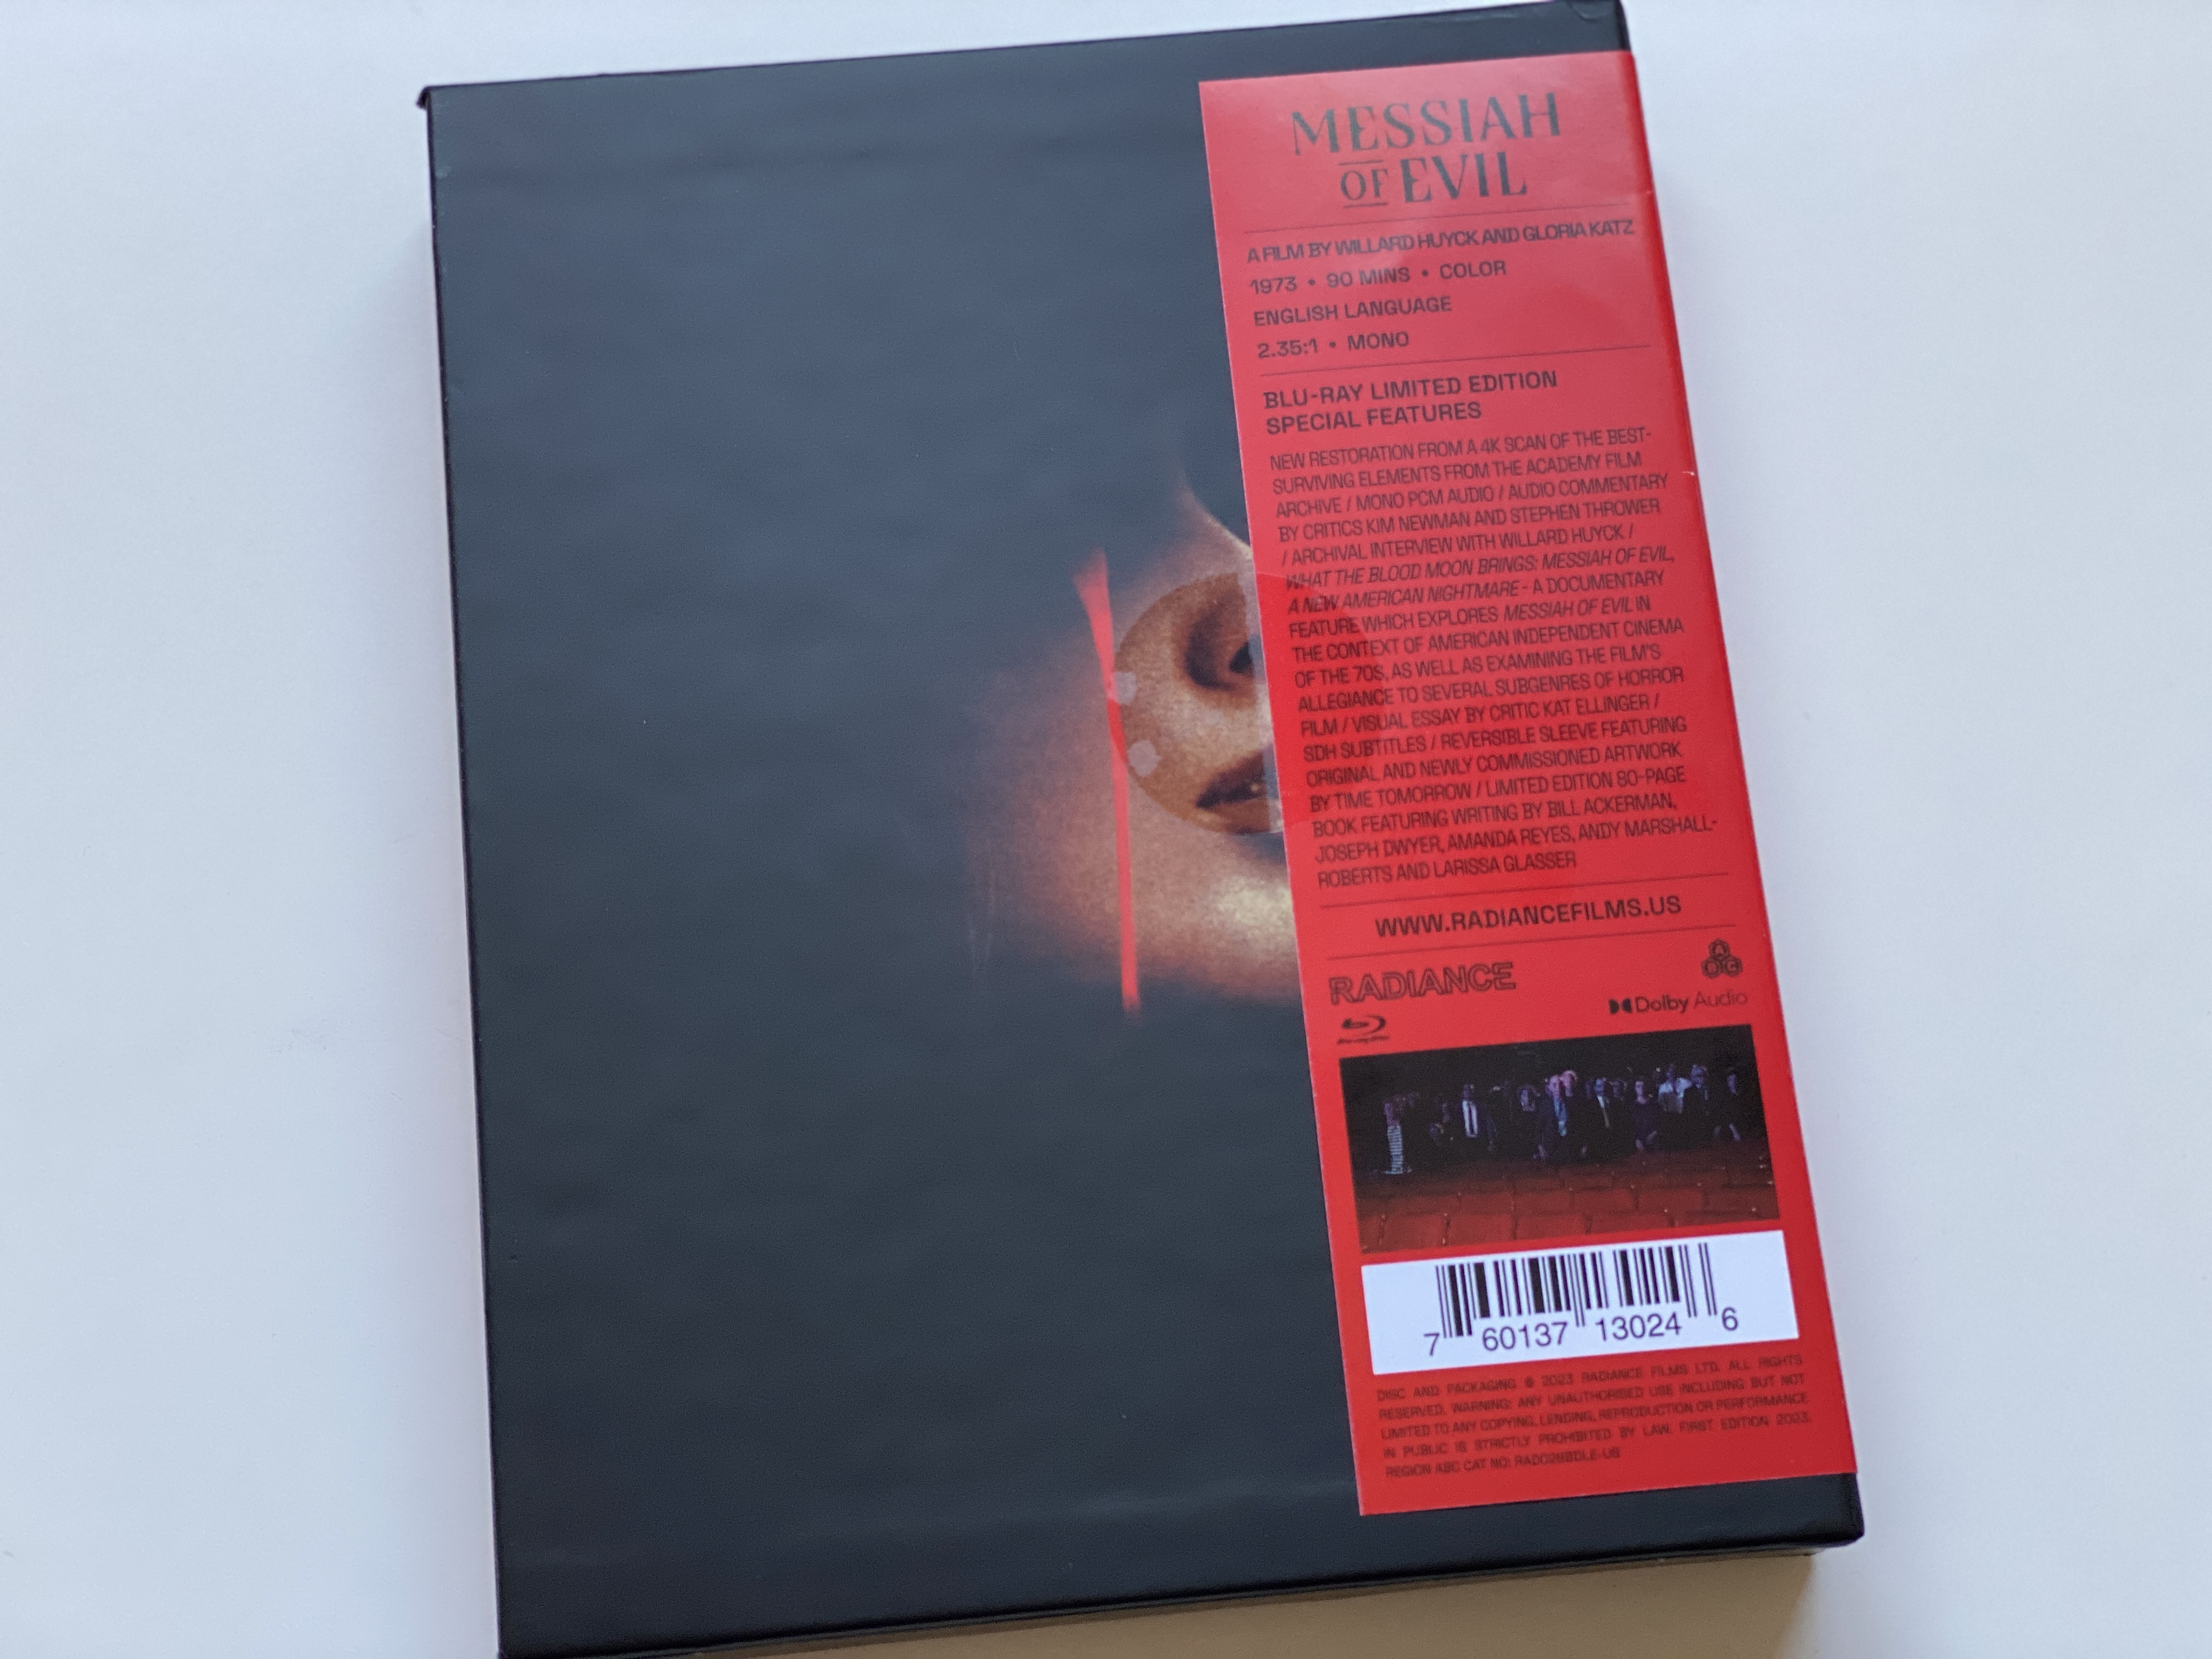 MESSIAH
OF EVIL
A FILM BY WILLARD HUYCK AND GLORIA KATZ
1973 • 90 MINS • COLOR
ENGLISH LANGUAGE
2.35:1 • MONO
BLU-RAY LIMITED EDITION
SPECIAL FEATURES
NEW RESTORATION FROM A 4K SCAN OF THE BEST-
SURVIVING ELEMENTS FROM THE ACADEMY FILM
ARCHIVE / MONO PCM AUDIO / AUDIO COMMENTARY
BY CRITICS KIM NEWMAN AND STEPHEN THROWER
/ ARCHIVAL INTERVIEW WITH WILLARD HUYCK /
WHAT THE BLOOD MOON BRINGS: MESSIAH OF EVIL,
A NEW AMERICAN NIGHTMARE - A DOCUMENTARY
FEATURE WHICH EXPLORES MESSIAH OF EVIL IN
THE CONTEXT OF AMERICAN INDEPENDENT CINEMA
OF THE 70S, AS WELL AS EXAMINING THE FILM'S
ALLEGIANCE TO SEVERAL SUBGENRES OF HORROR
FILM / VISUAL ESSAY BY CRITIC KAT ELLINGER /
SDH SUBTITLES / REVERSIBLE SLEEVE FEATURING
ORIGINAL AND NEWLY COMMISSIONED ARTWORK
BY TIME TOMORROW / LIMITED EDITION 80-PAGE
BOOK FEATURING WRITING BY BILL ACKERMAN,
JOSEPH DWYER, AMANDA REYES, ANDY MARSHALL-
ROBERTS AND LARISSA GLASSER
WWW.RADIANCEFILMS.US
RADIANCE
A
B C
Blu-ray Disc
Dolby Audio
7 60137 13024 6
DISC AND PACKAGING © 2023 RADIANCE FILMS LTD. ALL RIGHTS
RESERVED. WARNING: ANY UNAUTHORISED USE INCLUDING BUT NOT
LIMITED TO ANY COPYING, LENDING, REPRODUCTION OR PERFORMANCE
IN PUBLIC IS STRICTLY PROHIBITED BY LAW. FIRST EDITION 2023.
REGION ABC CAT NO: RAD028BDLE-US